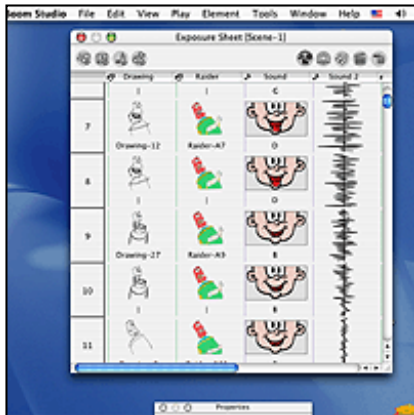 oom Studio File Edit View Play Element Tools Window Help
Exposure Sheet [Scene-1]
Drawing Raider Sound Sound 2
C
7
Drawing-12 Raider-A7 D
8
D
9
Drawing-27 Raider-A9 B
10
B
11
Properties